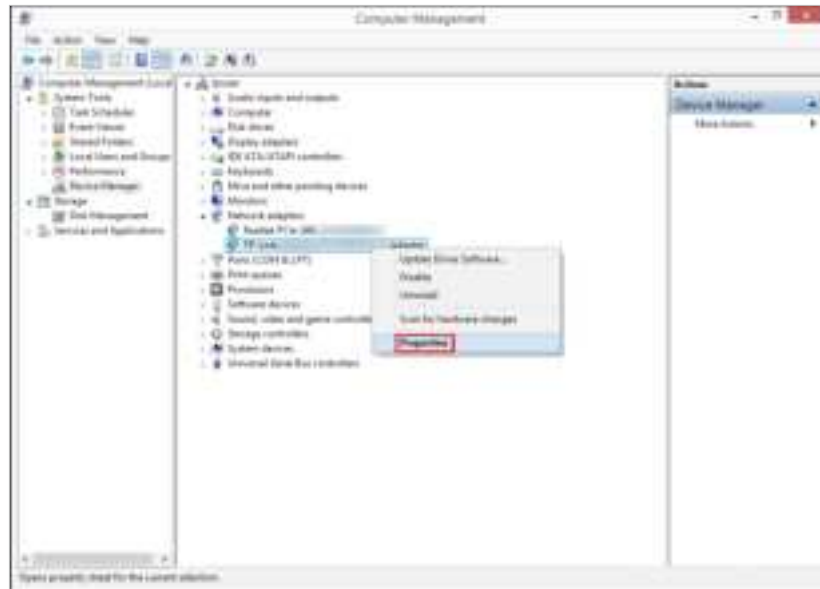 Computer Management
File Action View Help
Computer Management (Local
System Tools
Task Scheduler
Event Viewer
Shared Folders
Local Users and Groups
Performance
Device Manager
Storage
Disk Management
Services and Applications
Audio inputs and outputs
Computer
Disk drives
Display adapters
IDE ATA/ATAPI controllers
Keyboards
Mice and other pointing devices
Monitors
Network adapters
Realtek PCIe GBE
TP-Link
Ports (COM & LPT)
Print queues
Processors
Software devices
Sound, video and game controllers
Storage controllers
System devices
Universal Serial Bus controllers
Update Driver Software...
Disable
Uninstall
Scan for hardware changes
Properties
Actions
Device Manager
More Actions
Opens property sheet for the current selection.